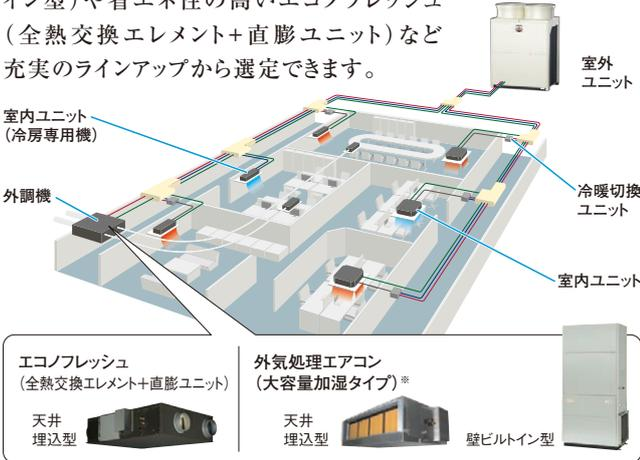 イン型)や省エネ性の高いエコノフレッシュ
(全熱交換エレメント+直膨ユニット)など
充実のラインアップから選定できます。
室外
ユニット
室内ユニット
(冷房専用機)
外調機
冷暖切換
ユニット
室内ユニット
エコノフレッシュ
(全熱交換エレメント+直膨ユニット)
天井
埋込型
外気処理エアコン
(大容量加湿タイプ)※
天井
埋込型
壁ビルトイン型